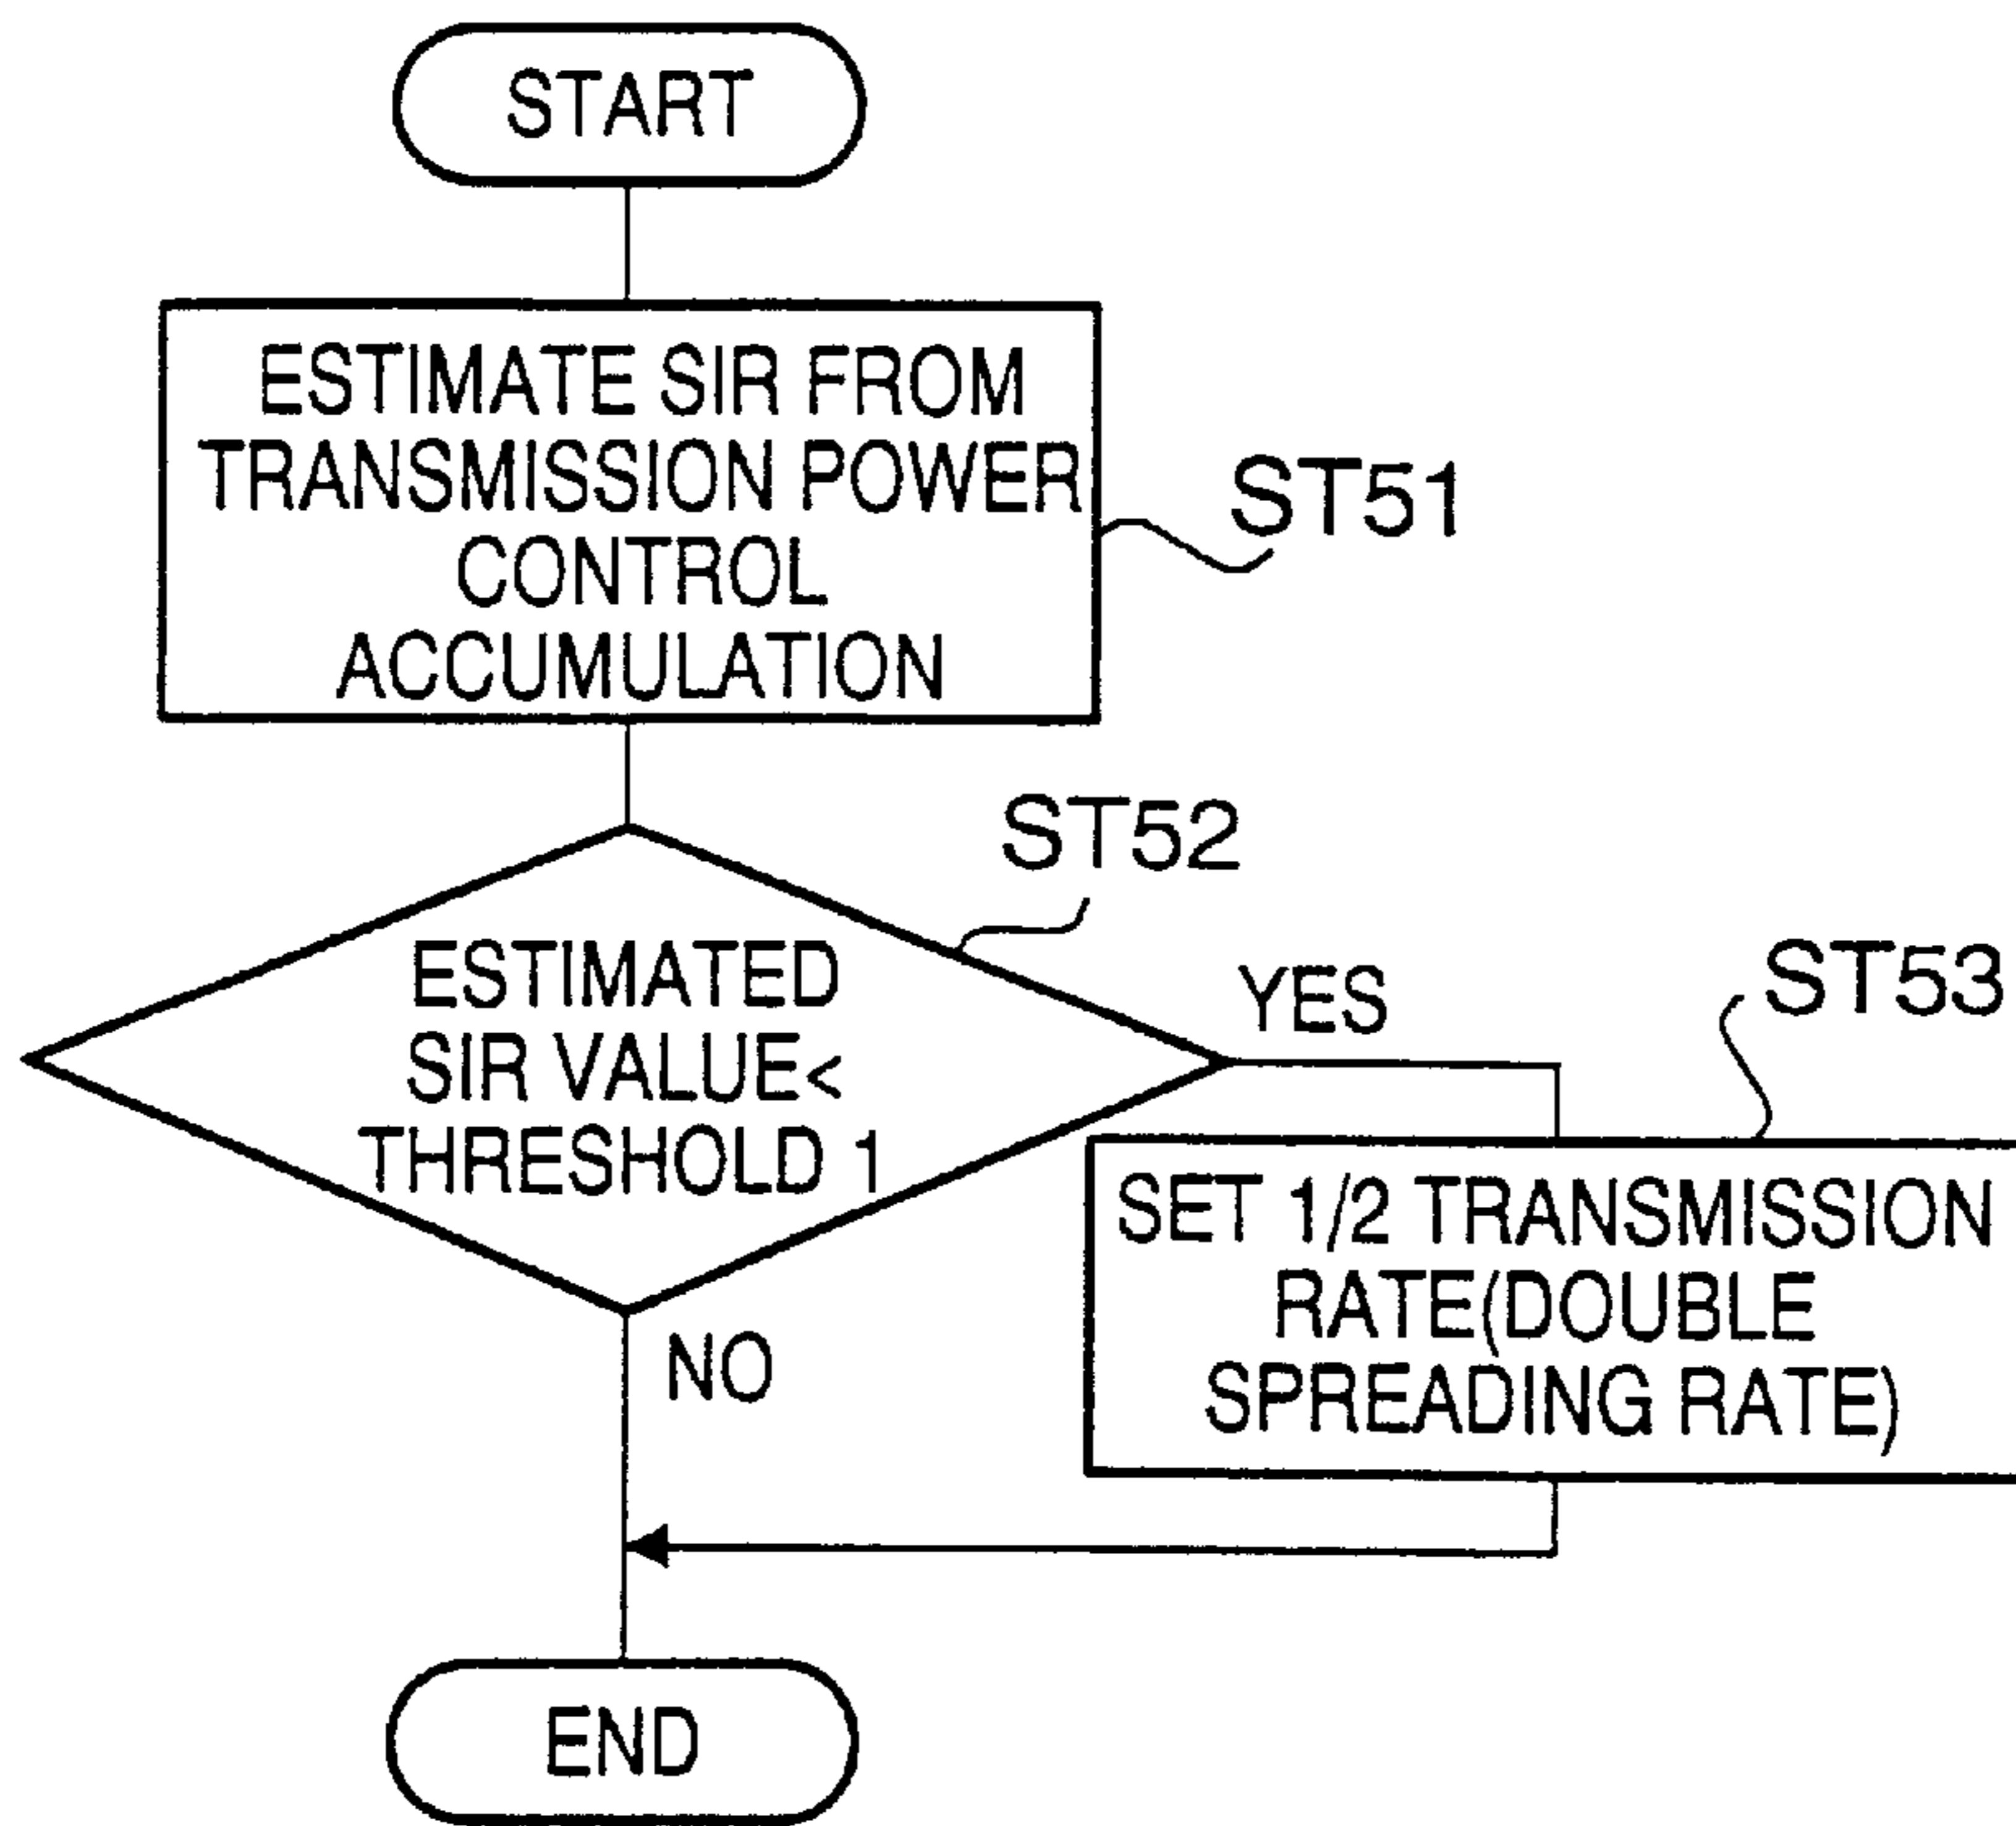 START
ESTIMATE SIR FROM
TRANSMISSION POWER
CONTROL
ACCUMULATION
ST51
ST52
ESTIMATED
SIR VALUE<
THRESHOLD 1
YES
ST53
SET 1/2 TRANSMISSION
RATE(DOUBLE
SPREADING RATE)
NO
END